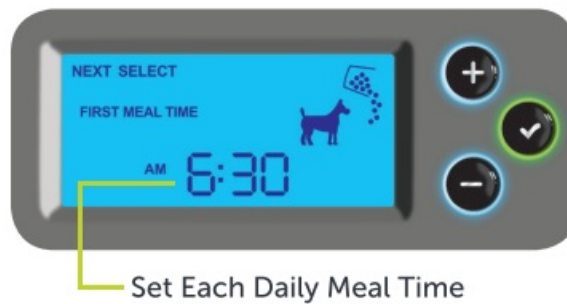 NEXT SELECT
FIRST MEAL TIME
AM 6:30
Set Each Daily Meal Time